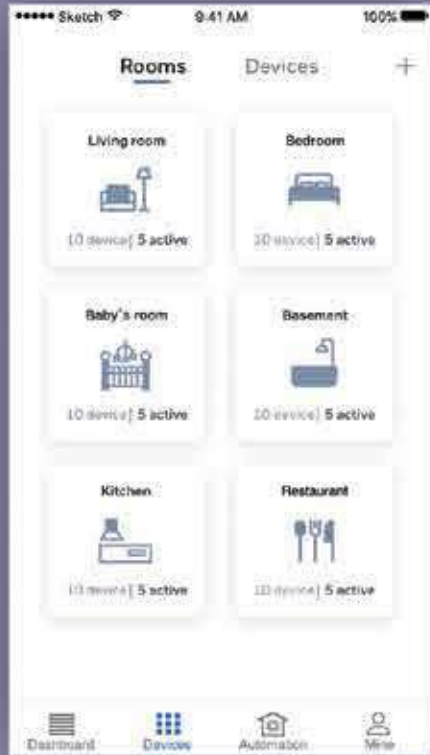 Sketch 9:41 AM 100%
Rooms Devices +
Living room Bedroom
10 device| 5 active 10 device| 5 active
Baby's room Basement
10 device| 5 active 10 device| 5 active
Kitchen Restaurant
10 device| 5 active 10 device| 5 active
Dashboard Devices Automation Mine